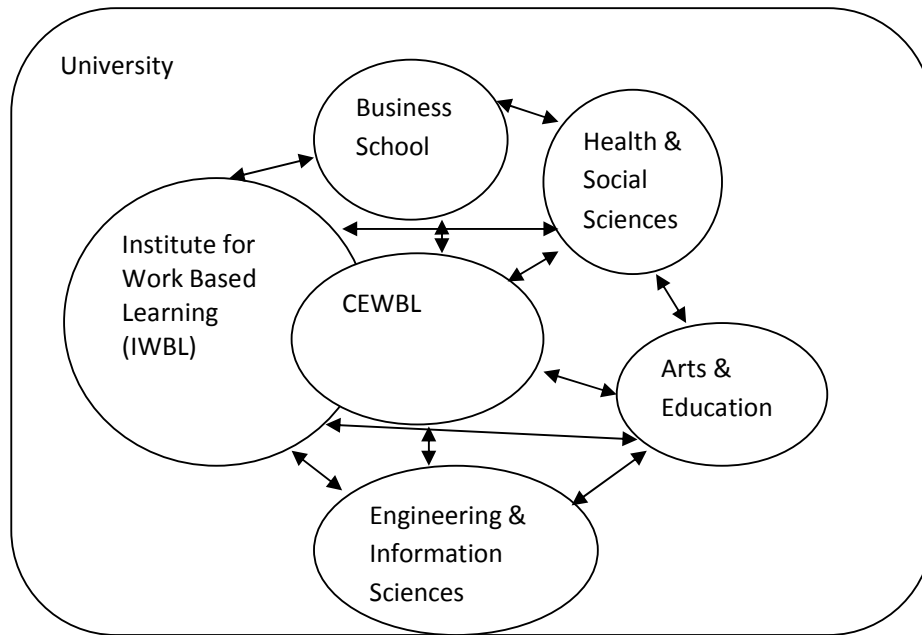 University
Business
School
Health &
Social
Sciences
Institute for
Work Based
Learning
(IWBL)
CEWBL
Arts &
Education
Engineering &
Information
Sciences